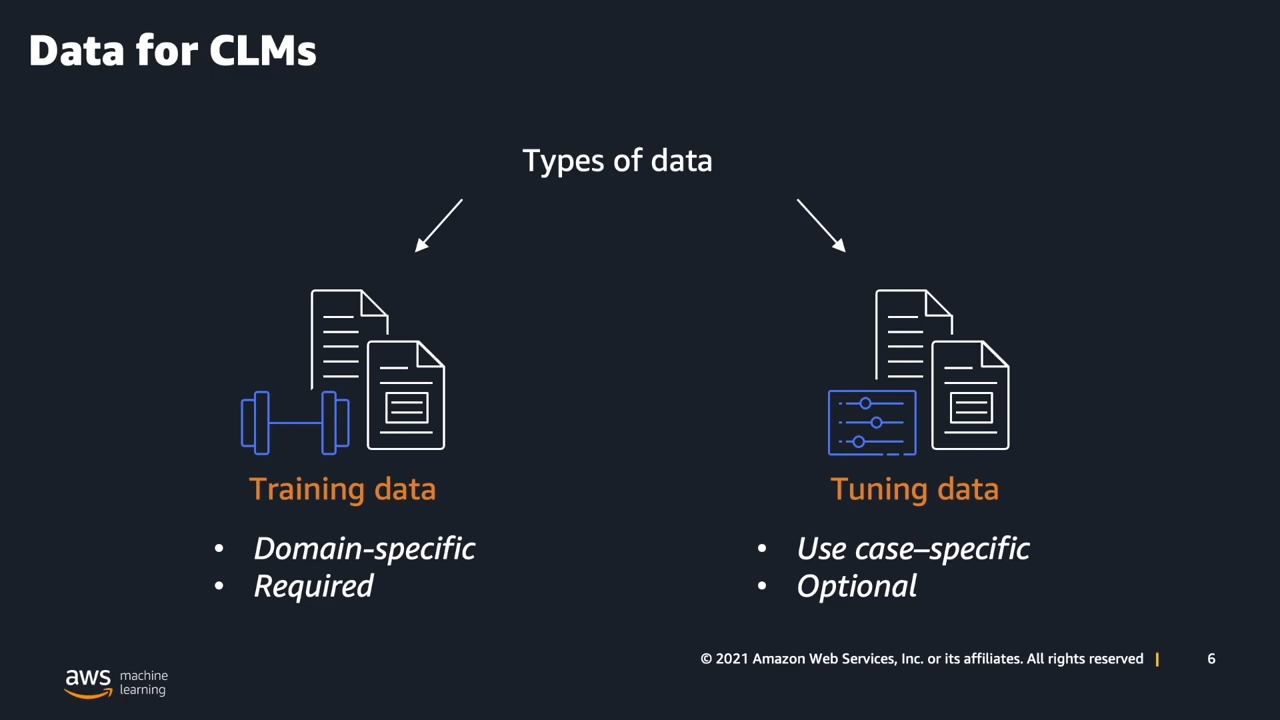 Data for CLMs
Types of data
Training data
• Domain-specific
• Required
Tuning data
• Use case–specific
• Optional
© 2021 Amazon Web Services, Inc. or its affiliates. All rights reserved |
6
aws machine
learning